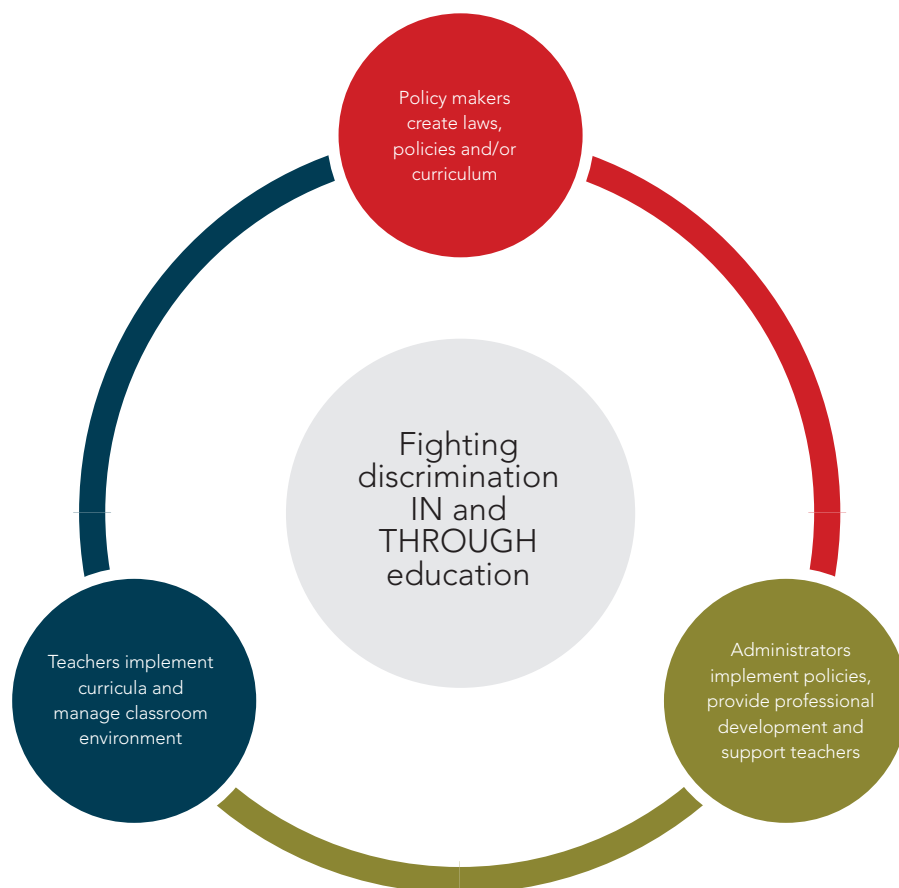 Policy makers
create laws,
policies and/or
curriculum
Fighting
discrimination
IN and
THROUGH
education
Teachers implement
curricula and
manage classroom
environment
Administrators
implement policies,
provide professional
development and
support teachers